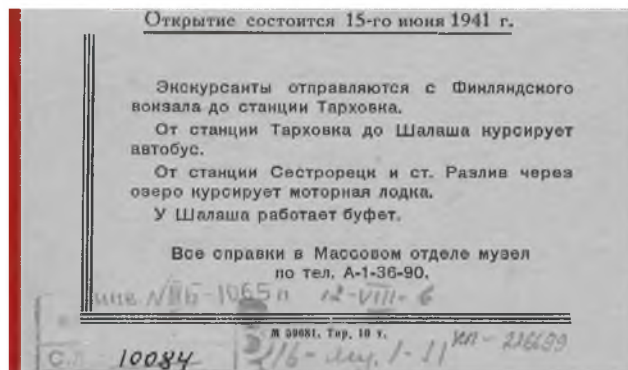 Открытие состоится 15-го июня 1941 г.
Экскурсанты отправляются с Финляндского
вокзала до станции Тарховка.
От станции Тарховка до Шалаша курсирует
автобус.
От станции Сестрорецк и ст. Разлив через
озеро курсирует моторная лодка.
У Шалаша работает буфет.
Все справки в Массовом отделе музея
по тел. А-1-36-90.
12-VIII-б
М 59681. Тир. 10 т.
10084